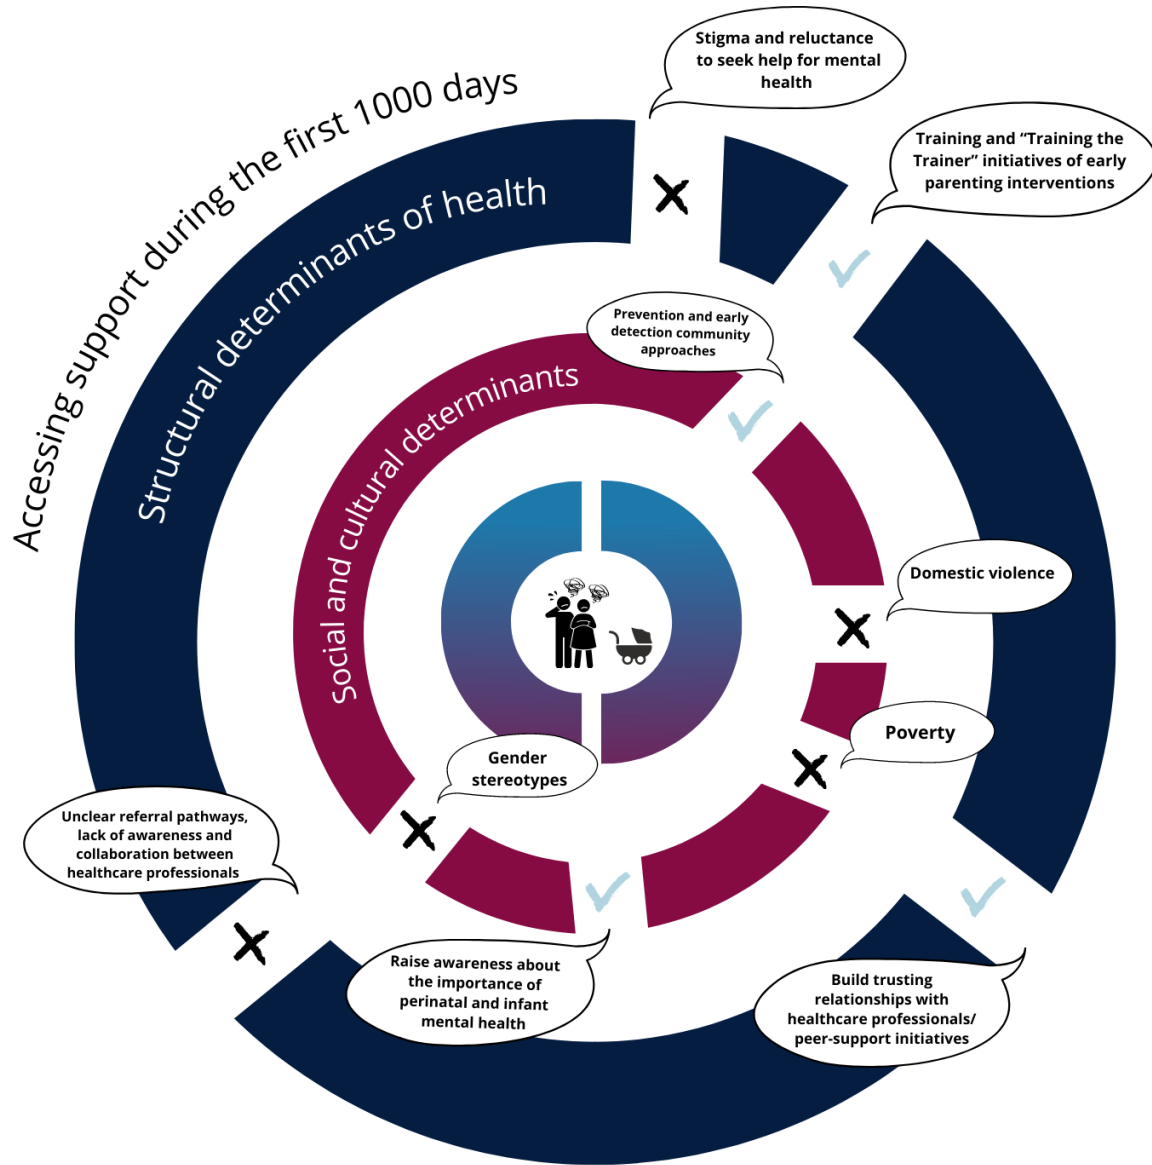 Accessing support during the first 1000 days
Structural determinants of health
Social and cultural determinants
Stigma and reluctance
to seek help for mental
health
Training and “Training the
Trainer” initiatives of early
parenting interventions
Prevention and early
detection community
approaches
Domestic violence
Poverty
Gender
stereotypes
Unclear referral pathways,
lack of awareness and
collaboration between
healthcare professionals
Raise awareness about
the importance of
perinatal and infant
mental health
Build trusting
relationships with
healthcare professionals/
peer-support initiatives